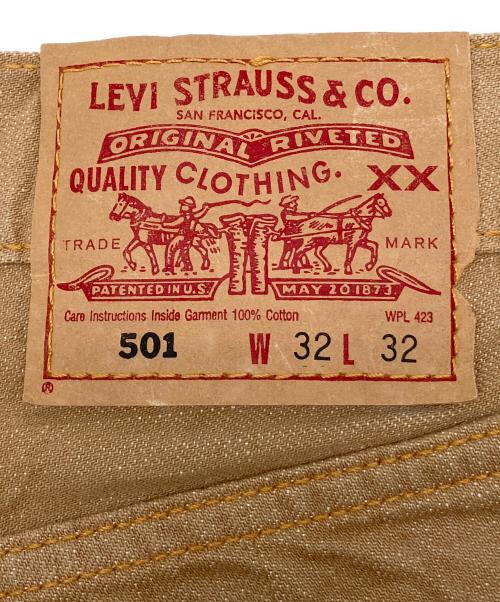 LEVI STRAUSS & CO.
SAN FRANCISCO, CAL.
ORIGINAL RIVETED
QUALITY CLOTHING. XX
TRADE MARK
PATENTED IN U.S. MAY 20 1873
Care Instructions Inside Garment 100% Cotton WPL 423
501 W 32 L 32
®